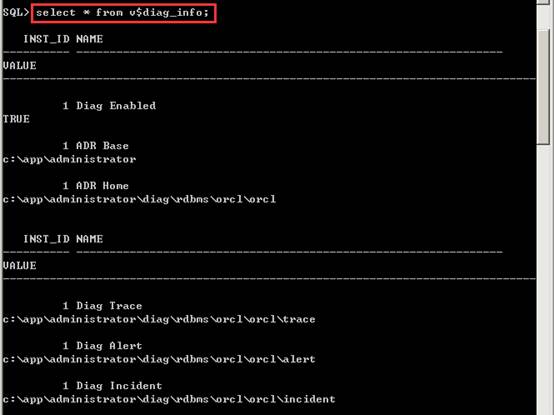 SQL> select * from v$diag_info;
INST_ID NAME
---------- ----------------------------------------------------------------
VALUE
--------------------------------------------------------------------------------
1 Diag Enabled
TRUE
1 ADR Base
c:\app\administrator
1 ADR Home
c:\app\administrator\diag\rdbms\orcl\orcl
INST_ID NAME
---------- ----------------------------------------------------------------
VALUE
--------------------------------------------------------------------------------
1 Diag Trace
c:\app\administrator\diag\rdbms\orcl\orcl\trace
1 Diag Alert
c:\app\administrator\diag\rdbms\orcl\orcl\alert
1 Diag Incident
c:\app\administrator\diag\rdbms\orcl\orcl\incident